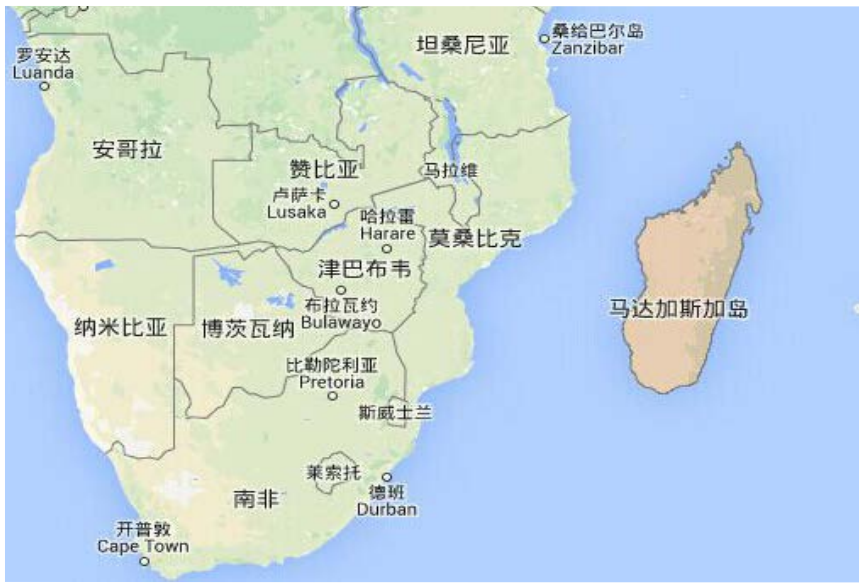 坦桑尼亚
桑给巴尔岛
Zanzibar
罗安达
Luanda
安哥拉
赞比亚
马拉维
卢萨卡
Lusaka
哈拉雷
Harare
莫桑比克
津巴布韦
马达加斯加岛
布拉瓦约
Bulawayo
纳米比亚
博茨瓦纳
比勒陀利亚
Pretoria
斯威士兰
莱索托
南非
德班
Durban
开普敦
Cape Town